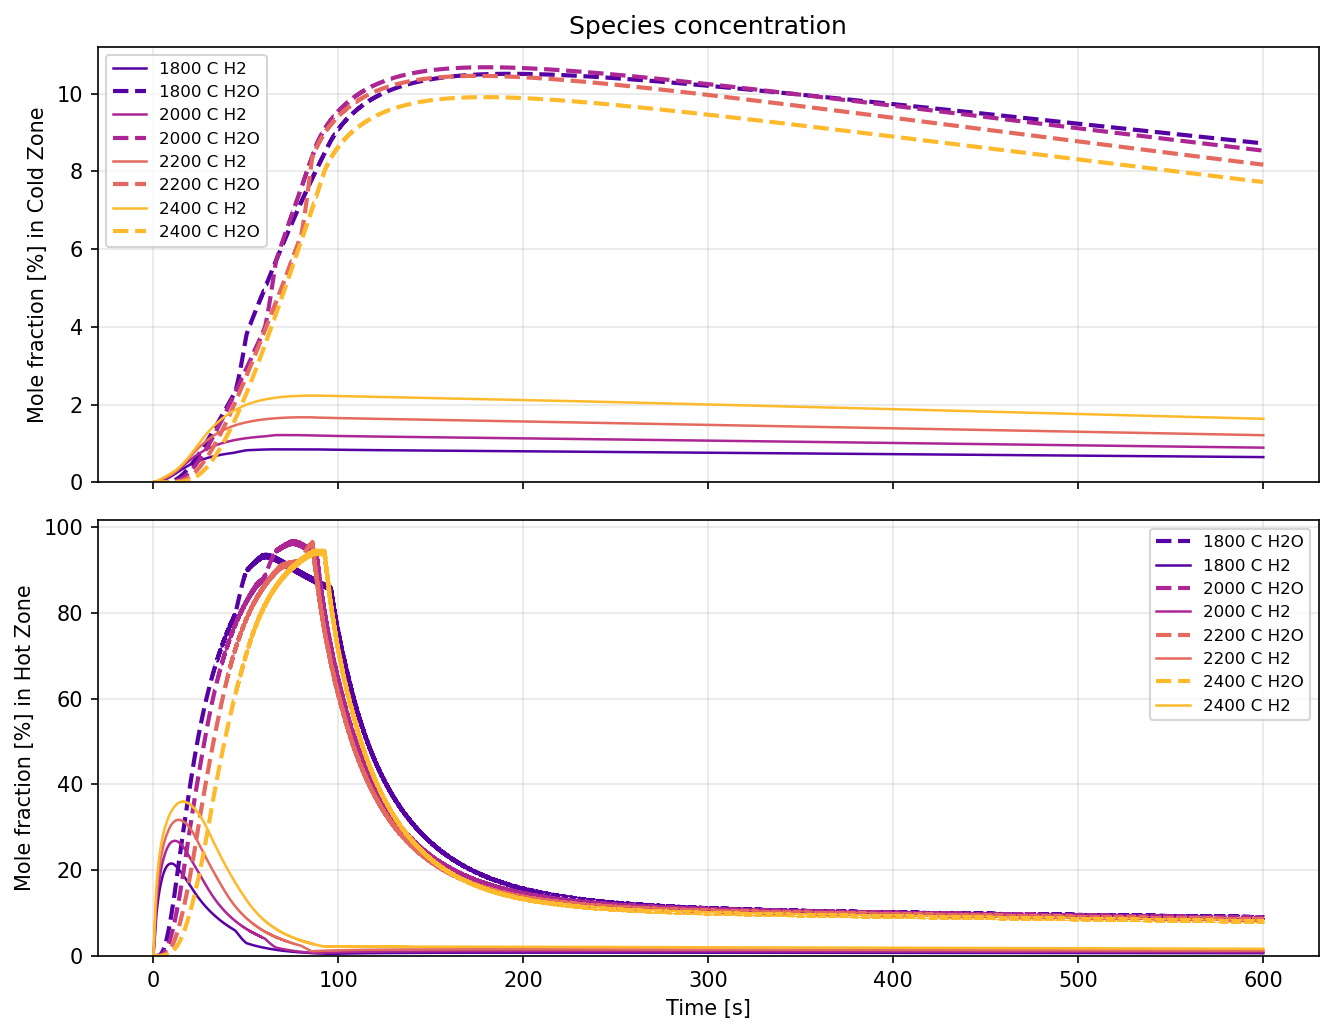 Species concentration
Mole fraction [%] in Cold Zone
10
8
6
4
2
0
1800 C H2
1800 C H2O
2000 C H2
2000 C H2O
2200 C H2
2200 C H2O
2400 C H2
2400 C H2O
Mole fraction [%] in Hot Zone
100
80
60
40
20
0
1800 C H2O
1800 C H2
2000 C H2O
2000 C H2
2200 C H2O
2200 C H2
2400 C H2O
2400 C H2
0 100 200 300 400 500 600
Time [s]